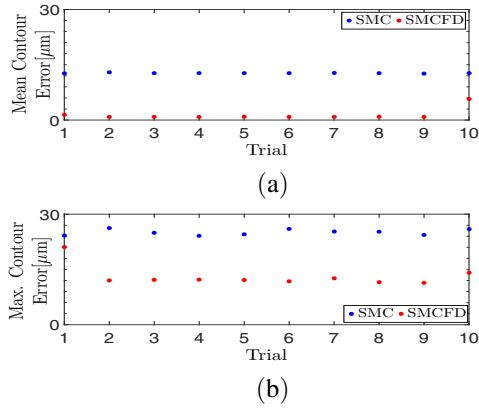 Mean Contour
Error[μm]
30
0
SMC SMCFD
1 2 3 4 5 6 7 8 9 10
Trial
(a)
Max. Contour
Error[μm]
30
0
SMC SMCFD
1 2 3 4 5 6 7 8 9 10
Trial
(b)